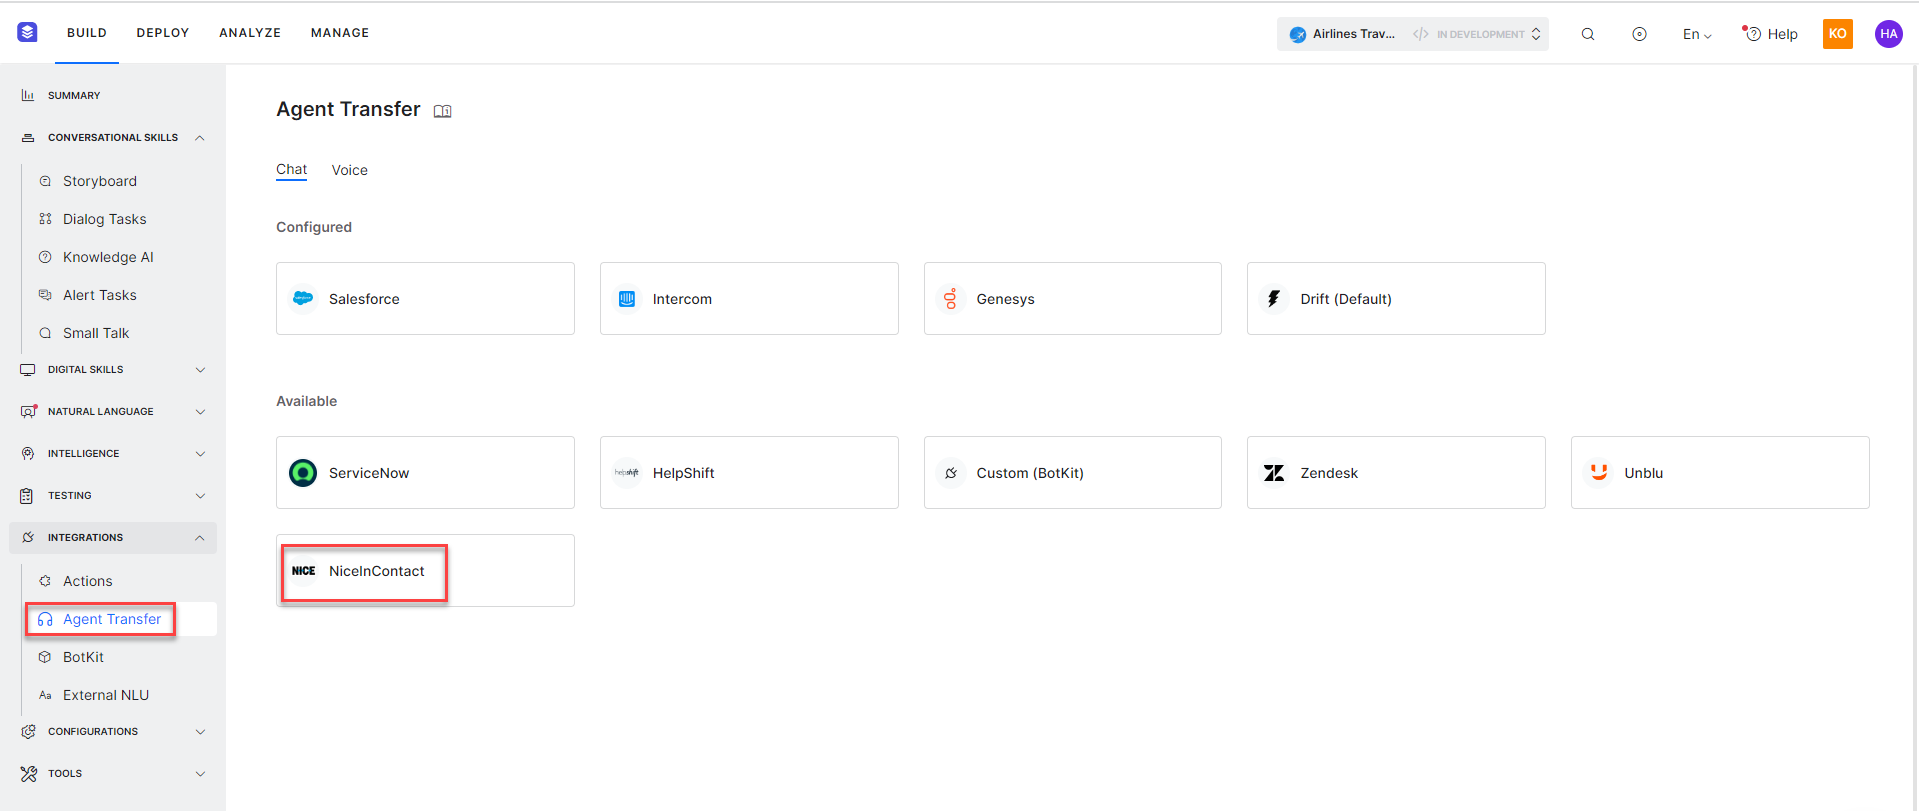 BUILD DEPLOY ANALYZE MANAGE Airlines Trav... </> IN DEVELOPMENT En Help KO HA
SUMMARY
CONVERSATIONAL SKILLS
Storyboard
Dialog Tasks
Knowledge AI
Alert Tasks
Small Talk
DIGITAL SKILLS
NATURAL LANGUAGE
INTELLIGENCE
TESTING
INTEGRATIONS
Actions
Agent Transfer
BotKit
Aa External NLU
CONFIGURATIONS
TOOLS
Agent Transfer
Chat Voice
Configured
Salesforce Intercom Genesys Drift (Default)
Available
ServiceNow helpshift HelpShift Custom (BotKit) Zendesk Unblu
NICE NiceInContact